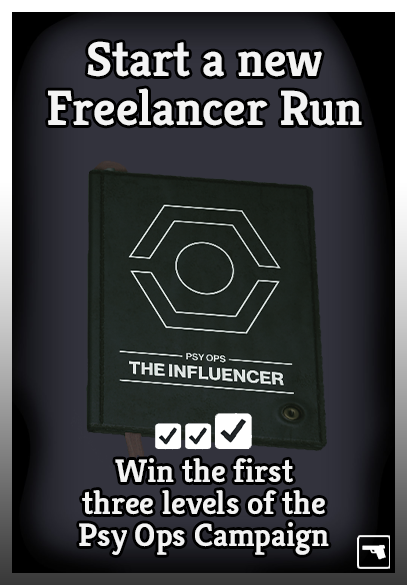 Start a new
Freelancer Run
PSY OPS
THE INFLUENCER
Win the first
three levels of the
Psy Ops Campaign